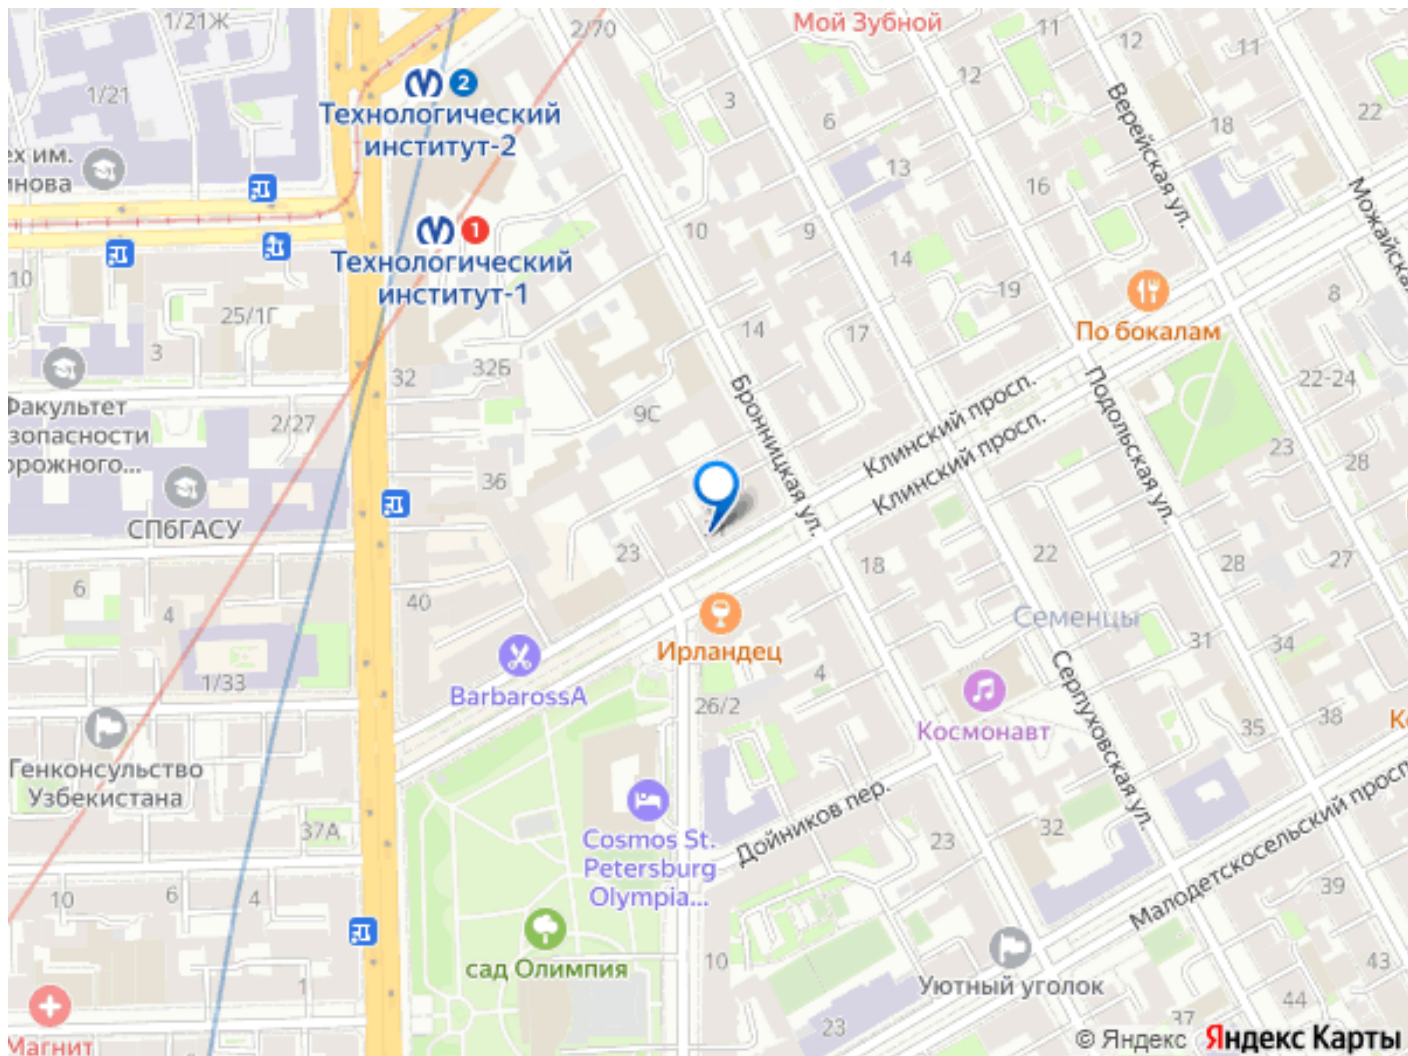 1/21Ж
2/70
Мой Зубной
11
12
11
1/21
2
Технологический
институт-2
3
12
6
Верейская ул.
22
18
ех им.
инова
13
16
Можайская
1
Технологический
институт-1
10
9
14
19
10
8
25/1Г
По бокалам
14
17
3
32Б
32
22-24
Факультет
зопасности
орожного...
2/27
9С
Бронницкая ул.
Клинский просп.
Клинский просп.
Подольская ул.
23
28
36
СПбГАСУ
23
18
22
28
27
6
4
40
Семенцы
Ирландец
31
34
BarbarossA
4
1/33
26/2
Космонавт
Серпуховская ул.
35
38
Ко
Генконсульство
Узбекистана
37А
Cosmos St.
Petersburg
Olympia...
Дойников пер.
23
32
Малодетскосельский просп
39
10
6
4
сад Олимпия
10
Уютный уголок
43
1
44
37
23
Магнит
© Яндекс Яндекс Карты